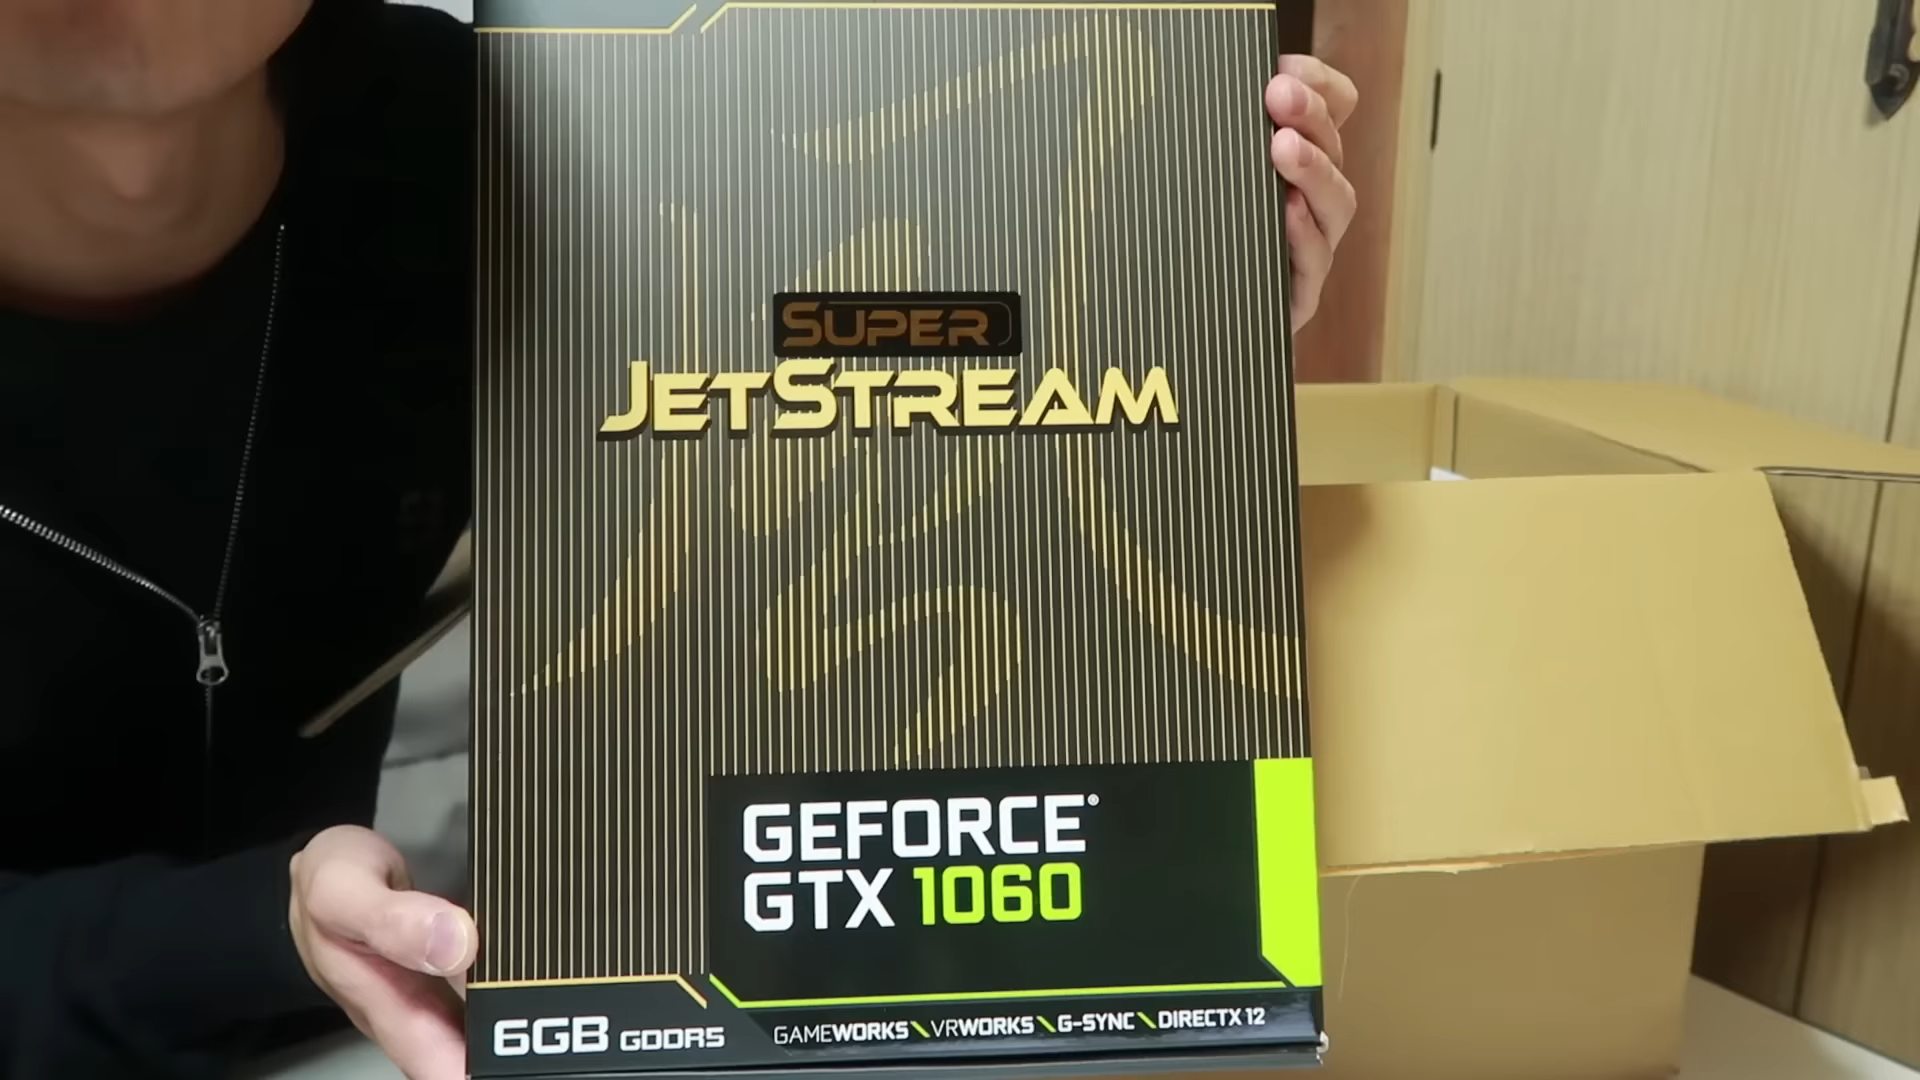 SUPER
JETSTREAM
GEFORCE®
GTX 1060
6GB GDDR5
GAMEWORKS\VRWORKS\G-SYNC\DIRECTX 12